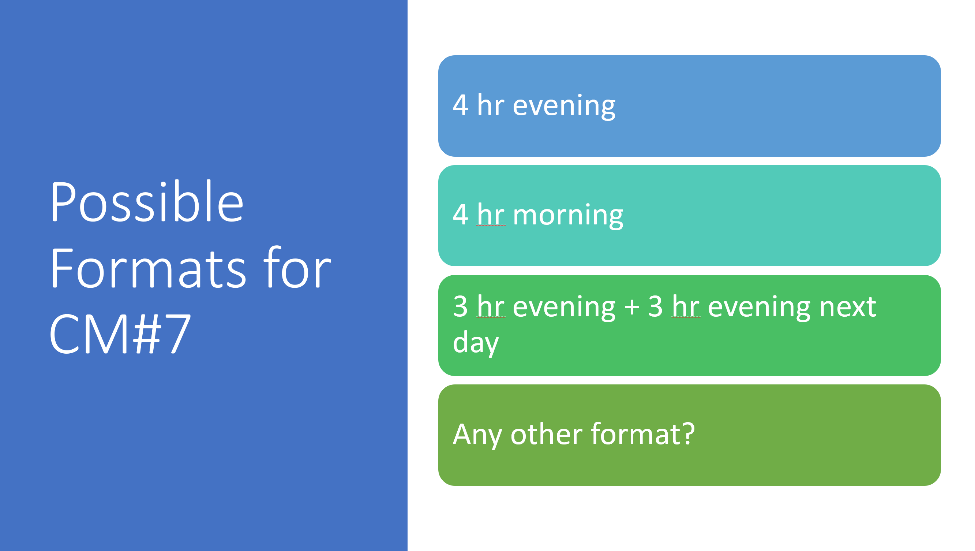 Possible
Formats for
CM#7
4 hr evening
4 hr morning
3 hr evening + 3 hr evening next
day
Any other format?